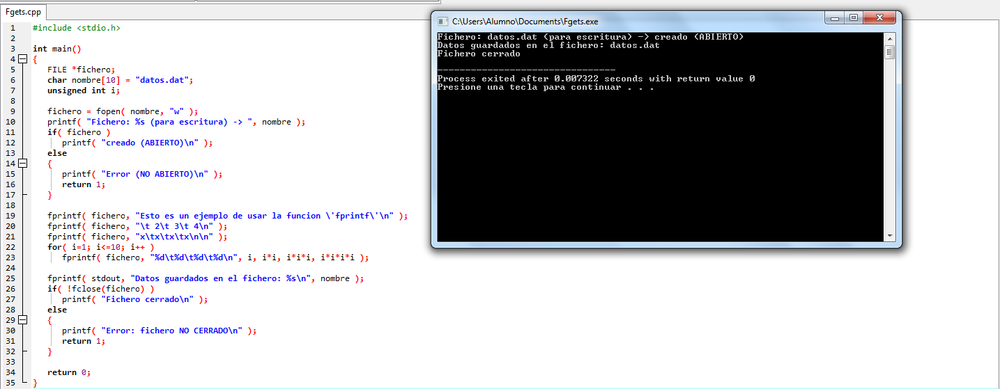 Fgets.cpp
1 #include <stdio.h>
2
3 int main()
4 {
5 FILE *fichero;
6 char nombre[10] = "datos.dat";
7 unsigned int i;
8
9 fichero = fopen( nombre, "w" );
10 printf( "Fichero: %s (para escritura) -> ", nombre );
11 if( fichero )
12 printf( "creado (ABIERTO)\n" );
13 else
14 {
15 printf( "Error (NO ABIERTO)\n" );
16 return 1;
17 }
18
19 fprintf( fichero, "Esto es un ejemplo de usar la funcion \'fprintf\'\n" );
20 fprintf( fichero, "\t 2\t 3\t 4\n" );
21 fprintf( fichero, "x\tx\tx\tx\n\n" );
22 for( i=1; i<=10; i++ )
23 fprintf( fichero, "%d\t%d\t%d\t%d\n", i, i*i, i*i*i, i*i*i*i );
24
25 fprintf( stdout, "Datos guardados en el fichero: %s\n", nombre );
26 if( !fclose(fichero) )
27 printf( "Fichero cerrado\n" );
28 else
29 {
30 printf( "Error: fichero NO CERRADO\n" );
31 return 1;
32 }
33
34 return 0;
35 }
C:\Users\Alumno\Documents\Fgets.exe
Fichero: datos.dat (para escritura) -> creado (ABIERTO)
Datos guardados en el fichero: datos.dat
Fichero cerrado
--------------------------------
Process exited after 0.007322 seconds with return value 0
Presione una tecla para continuar . . .